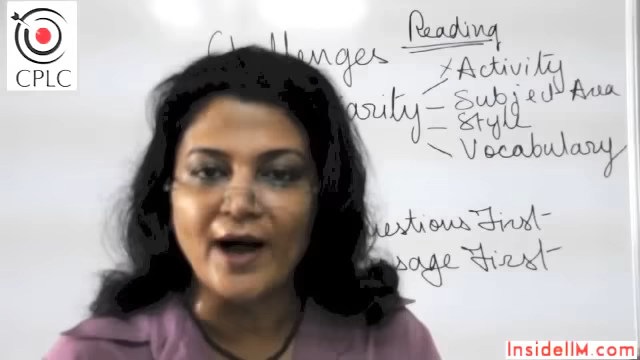 CPLC
Reading
Challenges
Activity
arity - Subject Area
Style
Vocabulary
uestions First
sage First
InsideIIM.com